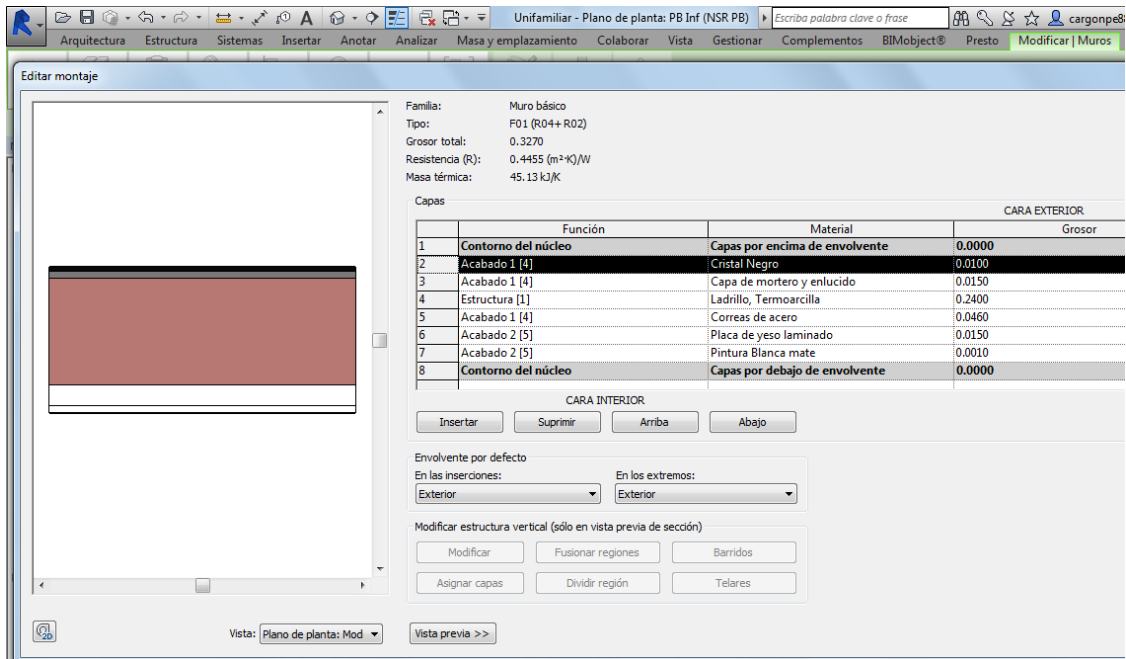 Unifamiliar - Plano de planta: PB Inf (NSR PB) Escriba palabra clave o frase cargonpe88
Arquitectura Estructura Sistemas Insertar Anotar Analizar Masa y emplazamiento Colaborar Vista Gestionar Complementos BIMobject® Presto Modificar | Muros
Editar montaje
Familia: Muro básico
Tipo: F01 (R04+ R02)
Grosor total: 0.3270
Resistencia (R): 0.4455 (m²·K)/W
Masa térmica: 45.13 kJ/K
Capas
CARA EXTERIOR
Función Material Grosor
1 Contorno del núcleo Capas por encima de envolvente 0.0000
2 Acabado 1 [4] Cristal Negro 0.0100
3 Acabado 1 [4] Capa de mortero y enlucido 0.0150
4 Estructura [1] Ladrillo, Termoarcilla 0.2400
5 Acabado 1 [4] Correas de acero 0.0460
6 Acabado 2 [5] Placa de yeso laminado 0.0150
7 Acabado 2 [5] Pintura Blanca mate 0.0010
8 Contorno del núcleo Capas por debajo de envolvente 0.0000
CARA INTERIOR
Insertar Suprimir Arriba Abajo
Envolvente por defecto
En las inserciones: En los extremos:
Exterior Exterior
Modificar estructura vertical (sólo en vista previa de sección)
Modificar Fusionar regiones Barridos
Asignar capas Dividir región Telares
2D Vista: Plano de planta: Mod Vista previa >>